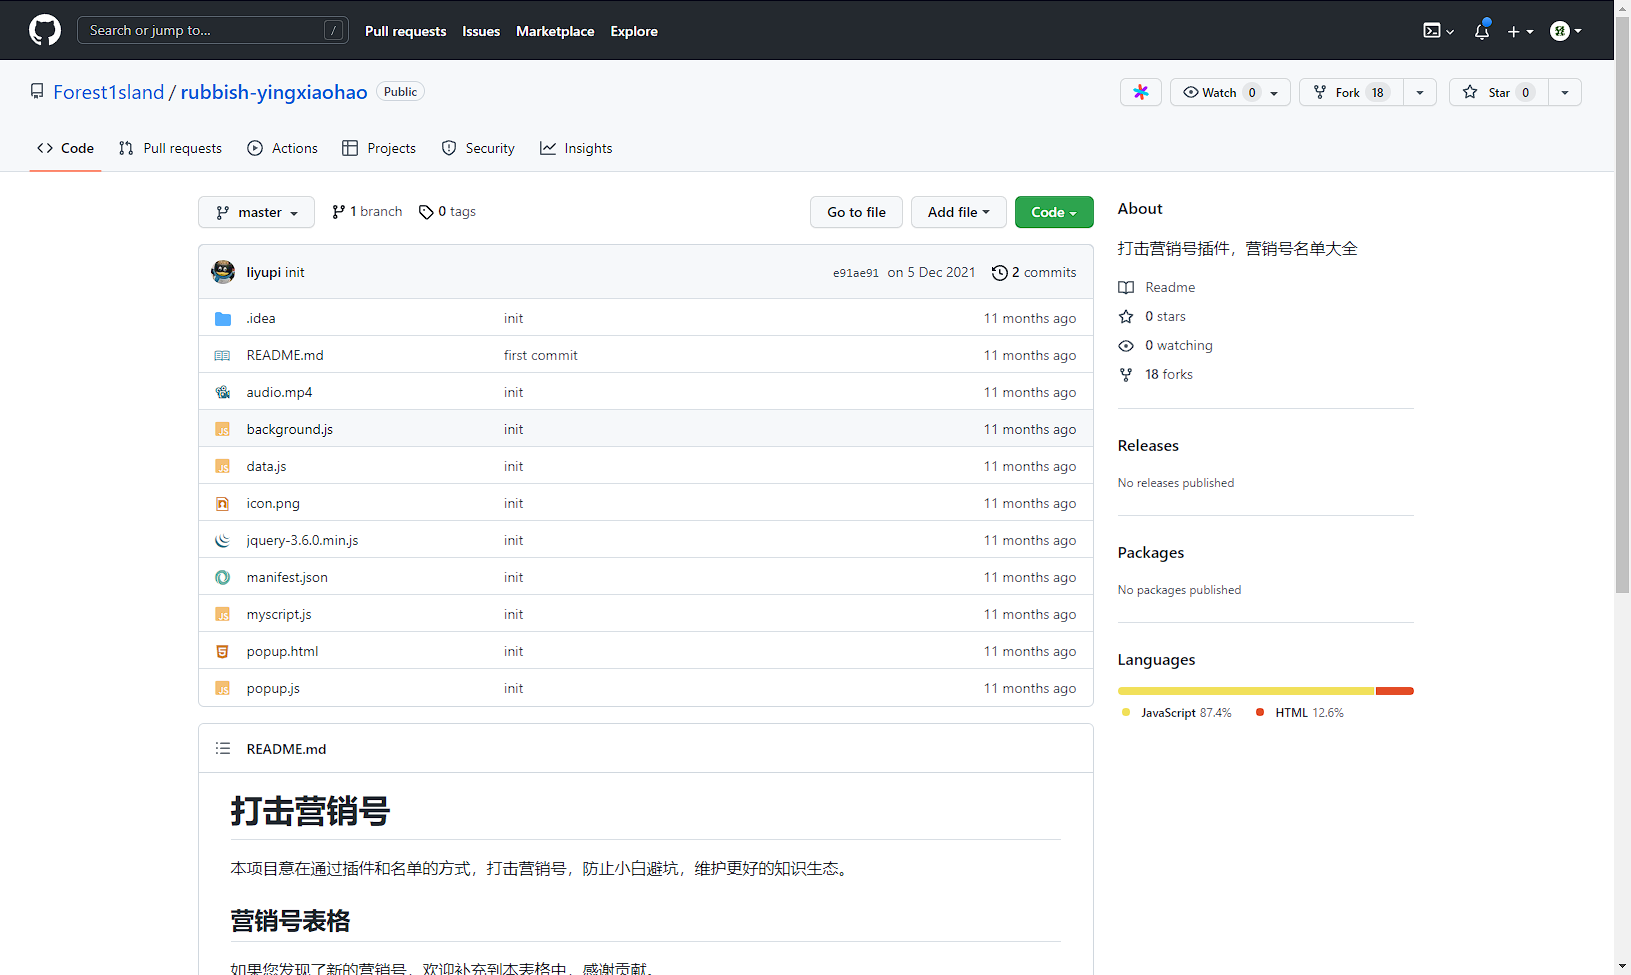 Search or jump to... /
Pull requests Issues Marketplace Explore
Forest1sland / rubbish-yingxiaohao Public
Watch 0 Fork 18 Star 0
Code Pull requests Actions Projects Security Insights
master 1 branch 0 tags Go to file Add file Code
liyupi init e91ae91 on 5 Dec 2021 2 commits
.idea init 11 months ago
README.md first commit 11 months ago
audio.mp4 init 11 months ago
background.js init 11 months ago
data.js init 11 months ago
icon.png init 11 months ago
jquery-3.6.0.min.js init 11 months ago
manifest.json init 11 months ago
myscript.js init 11 months ago
popup.html init 11 months ago
popup.js init 11 months ago
README.md
打击营销号
本项目意在通过插件和名单的方式，打击营销号，防止小白避坑，维护更好的知识生态。
营销号表格
如果您发现了新的营销号，欢迎补充到本表格中，感谢贡献。
About
打击营销号插件，营销号名单大全
Readme
0 stars
0 watching
18 forks
Releases
No releases published
Packages
No packages published
Languages
JavaScript 87.4% HTML 12.6%